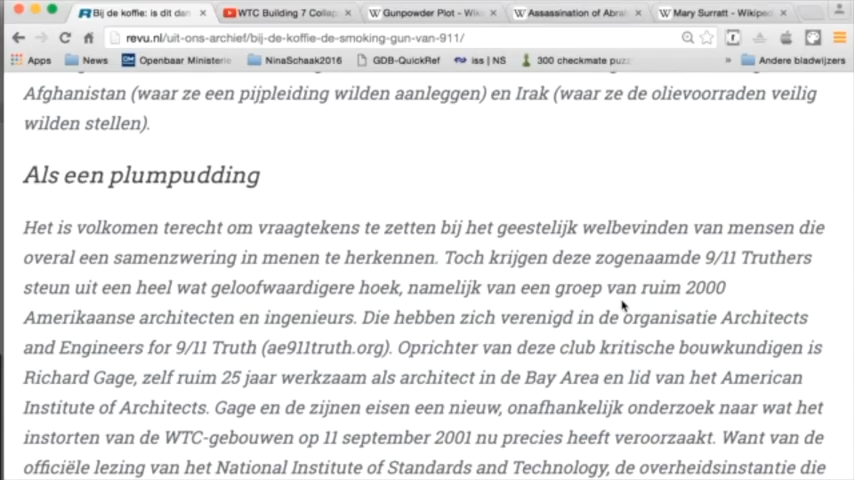 Bij de koffie: is dit dan
WTC Building 7 Collap
Gunpowder Plot - Wik
Assassination of Abra
Mary Surratt - Wikiped
revu.nl/uit-ons-archief/bij-de-koffie-de-smoking-gun-van-911/
Apps
News
Openbaar Ministerie
NinaSchaak2016
GDB-QuickRef
iss | NS
300 checkmate puzz
»
Andere bladwijzers
Afghanistan (waar ze een pijpleiding wilden aanleggen) en Irak (waar ze de olievoorraden veilig
wilden stellen).
Als een plumpudding
Het is volkomen terecht om vraagtekens te zetten bij het geestelijk welbevinden van mensen die
overal een samenzwering in menen te herkennen. Toch krijgen deze zogenaamde 9/11 Truthers
steun uit een heel wat geloofwaardigere hoek, namelijk van een groep van ruim 2000
Amerikaanse architecten en ingenieurs. Die hebben zich verenigd in de organisatie Architects
and Engineers for 9/11 Truth (ae911truth.org). Oprichter van deze club kritische bouwkundigen is
Richard Gage, zelf ruim 25 jaar werkzaam als architect in de Bay Area en lid van het American
Institute of Architects. Gage en de zijnen eisen een nieuw, onafhankelijk onderzoek naar wat het
instorten van de WTC-gebouwen op 11 september 2001 nu precies heeft veroorzaakt. Want van de
officiële lezing van het National Institute of Standards and Technology, de overheidsinstantie die